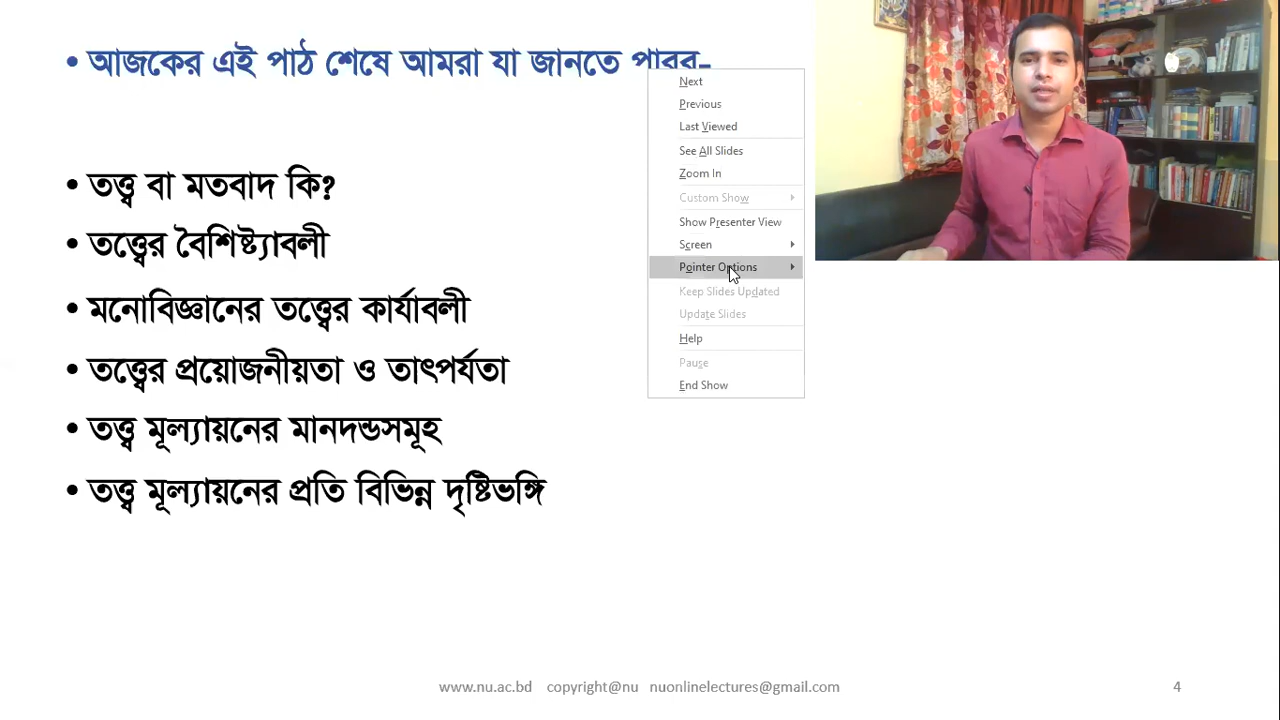 • আজকের এই পাঠ শেষে আমরা যা জানতে পারব-
• তত্ত্ব বা মতবাদ কি?
• তত্ত্বের বৈশিষ্ট্যাবলী
• মনোবিজ্ঞানের তত্ত্বের কার্যাবলী
• তত্ত্বের প্রয়োজনীয়তা ও তাৎপর্যতা
• তত্ত্ব মূল্যায়নের মানদন্ডসমূহ
• তত্ত্ব মূল্যায়নের প্রতি বিভিন্ন দৃষ্টিভঙ্গি
Next
Previous
Last Viewed
See All Slides
Zoom In
Custom Show
Show Presenter View
Screen
Pointer Options
Keep Slides Updated
Update Slides
Help
Pause
End Show
www.nu.ac.bd copyright@nu nuonlinelectures@gmail.com 4